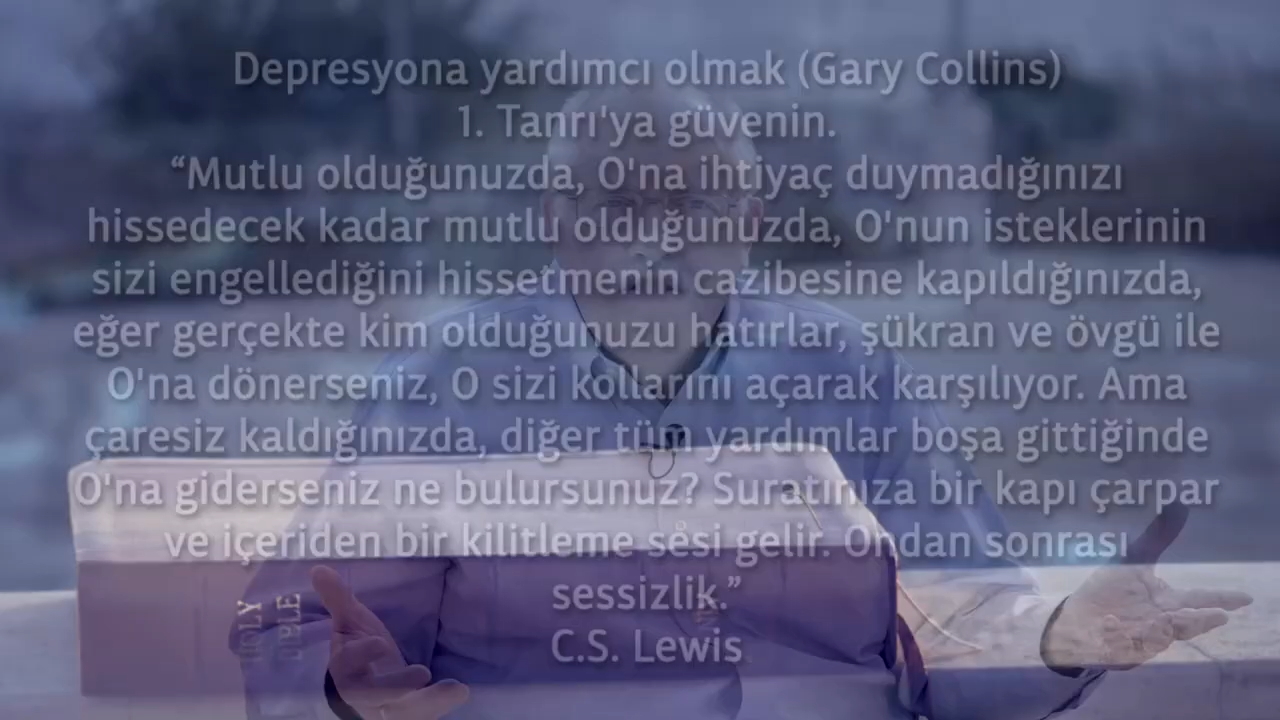 Depresyona yardımcı olmak (Gary Collins)
1. Tanrı'ya güvenin.
“Mutlu olduğunuzda, O'na ihtiyaç duymadığınızı
hissedecek kadar mutlu olduğunuzda, O'nun isteklerinin
sizi engellediğini hissetmenin cazibesine kapıldığınızda,
eğer gerçekte kim olduğunuzu hatırlar, şükran ve övgü ile
O'na dönerseniz, O sizi kollarını açarak karşılıyor. Ama
çaresiz kaldığınızda, diğer tüm yardımlar boşa gittiğinde
O'na giderseniz ne bulursunuz? Suratınıza bir kapı çarpar
ve içeriden bir kilitleme sesi gelir. Ondan sonrası
sessizlik.”
C.S. Lewis
HOLY
BIBLE